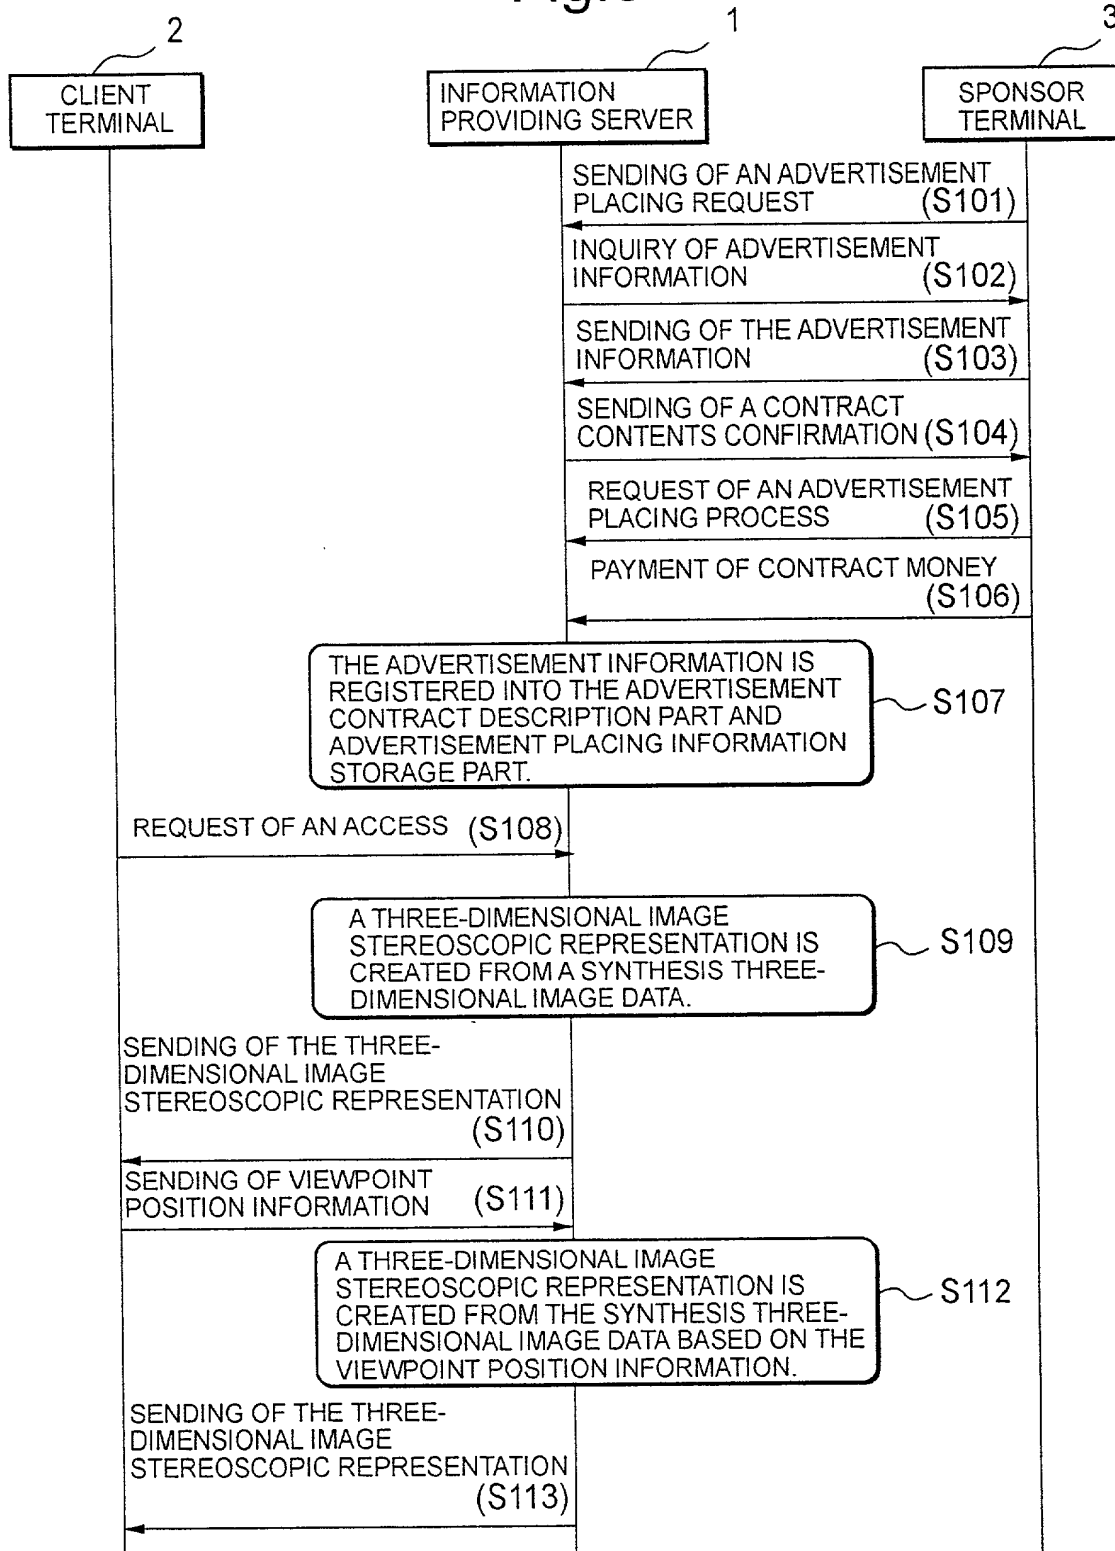 2
1
3
CLIENT
TERMINAL
INFORMATION
PROVIDING SERVER
SPONSOR
TERMINAL
SENDING OF AN ADVERTISEMENT
PLACING REQUEST (S101)
INQUIRY OF ADVERTISEMENT
INFORMATION (S102)
SENDING OF THE ADVERTISEMENT
INFORMATION (S103)
SENDING OF A CONTRACT
CONTENTS CONFIRMATION (S104)
REQUEST OF AN ADVERTISEMENT
PLACING PROCESS (S105)
PAYMENT OF CONTRACT MONEY
(S106)
THE ADVERTISEMENT INFORMATION IS
REGISTERED INTO THE ADVERTISEMENT
CONTRACT DESCRIPTION PART AND
ADVERTISEMENT PLACING INFORMATION
STORAGE PART.
S107
REQUEST OF AN ACCESS (S108)
A THREE-DIMENSIONAL IMAGE
STEREOSCOPIC REPRESENTATION IS
CREATED FROM A SYNTHESIS THREE-
DIMENSIONAL IMAGE DATA.
S109
SENDING OF THE THREE-
DIMENSIONAL IMAGE
STEREOSCOPIC REPRESENTATION
(S110)
SENDING OF VIEWPOINT
POSITION INFORMATION (S111)
A THREE-DIMENSIONAL IMAGE
STEREOSCOPIC REPRESENTATION IS
CREATED FROM THE SYNTHESIS THREE-
DIMENSIONAL IMAGE DATA BASED ON THE
VIEWPOINT POSITION INFORMATION.
S112
SENDING OF THE THREE-
DIMENSIONAL IMAGE
STEREOSCOPIC REPRESENTATION
(S113)